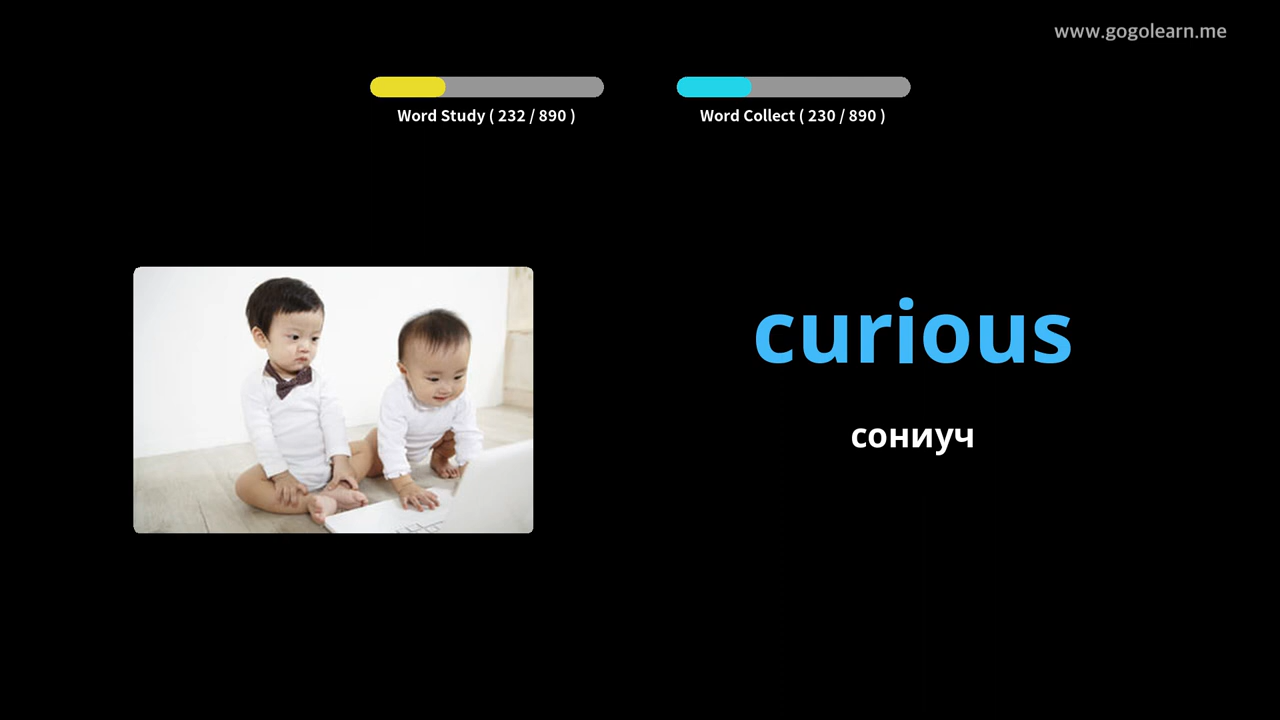 www.gogolearn.me
Word Study ( 232 / 890 )
Word Collect ( 230 / 890 )
curious
сониуч